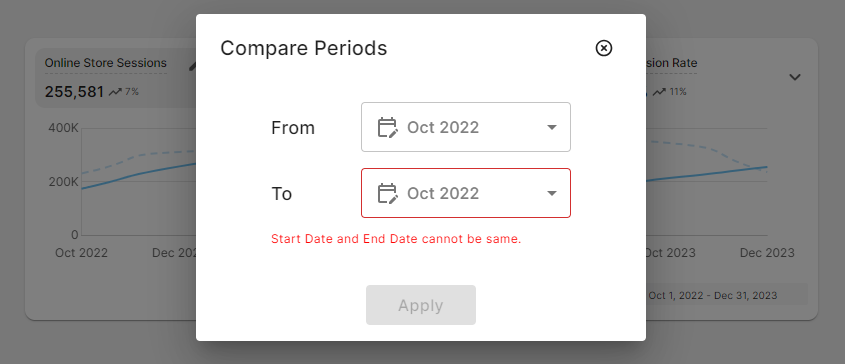 Compare Periods
Online Store Sessions
sion Rate
255,581 7%
11%
From Oct 2022
To Oct 2022
Start Date and End Date cannot be same.
Apply
400K
200K
0
Oct 2022 Dec 202
Oct 2023 Dec 2023
Oct 1, 2022 - Dec 31, 2023